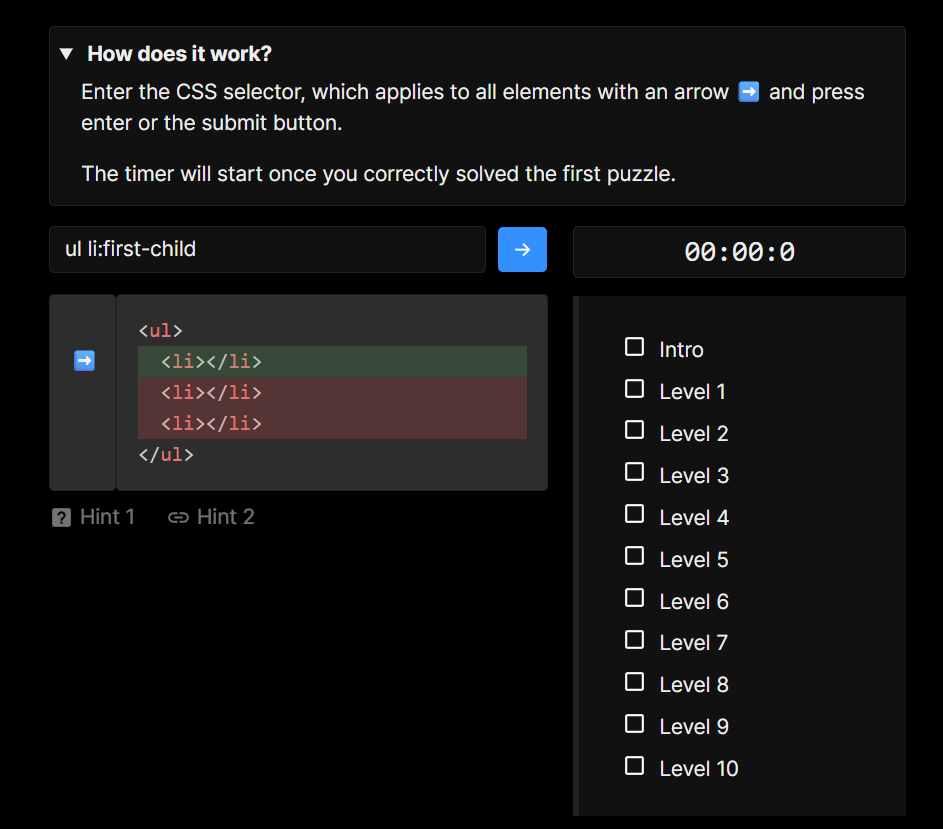 ▼ How does it work?
Enter the CSS selector, which applies to all elements with an arrow ➡️ and press
enter or the submit button.
The timer will start once you correctly solved the first puzzle.
ul li:first-child
→
00:00:0
➡️
<ul>
<li></li>
<li></li>
<li></li>
</ul>
? Hint 1
Hint 2
Intro
Level 1
Level 2
Level 3
Level 4
Level 5
Level 6
Level 7
Level 8
Level 9
Level 10